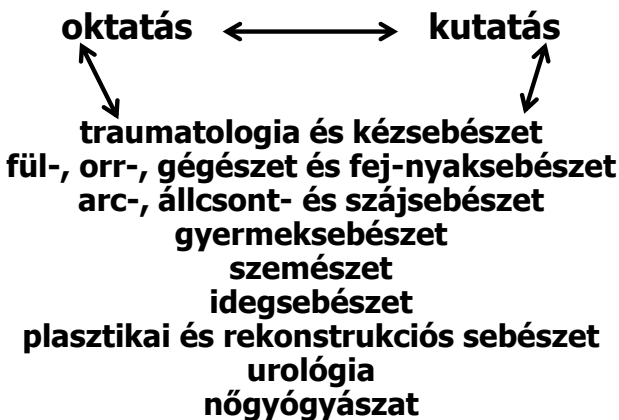 oktatás kutatás
traumatologia és kézsebészet
fül-, orr-, gégészet és fej-nyaksebészet
arc-, állcsont- és szájsebészet
gyermeksebészet
szemészet
idegsebészet
plasztikai és rekonstrukciós sebészet
urológia
nőgyógyászat